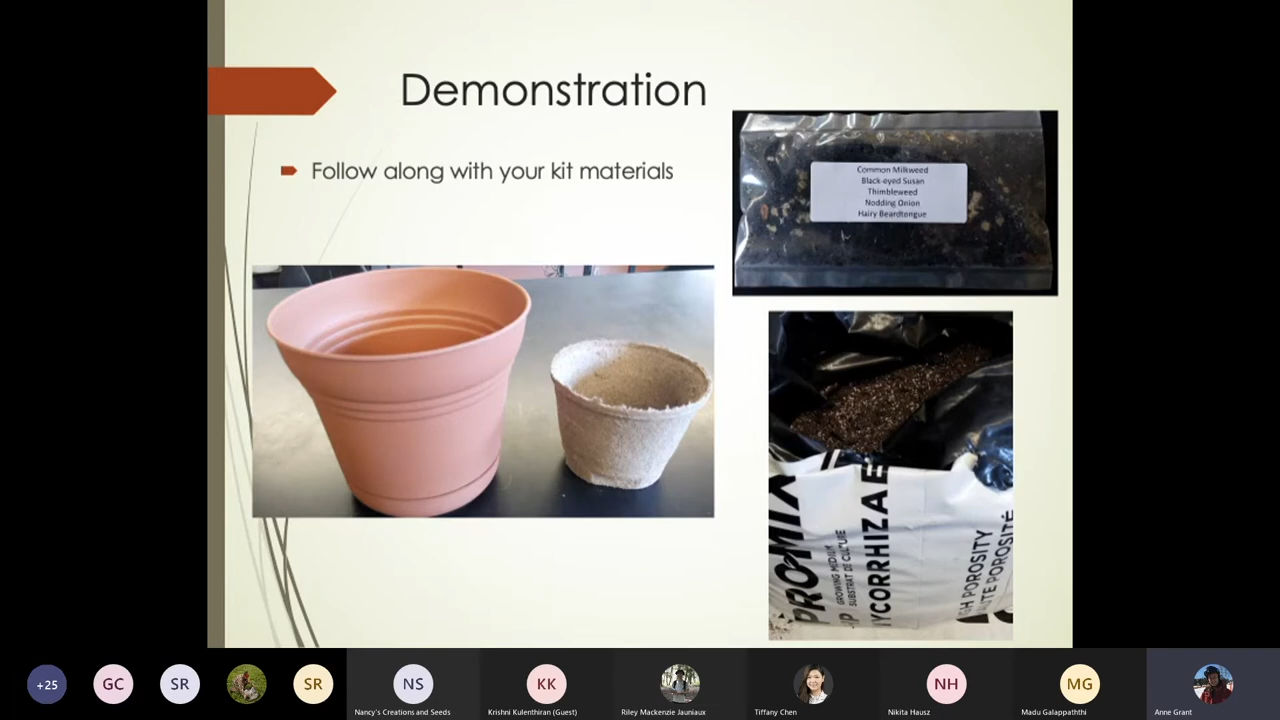 Demonstration
Follow along with your kit materials
Common Milkweed
Black-eyed Susan
Thimbleweed
Nodding Onion
Hairy Beardtongue
PROMIX
GROWING MEDIUM
SUBSTRAT DE CULTURE
MYCORRHIZAE
HIGH POROSITY
HAUTE POROSITÉ
+25
GC
SR
SR
NS
KK
NH
MG
Nancy's Creations and Seeds
Krishni Kulenthiran (Guest)
Riley Mackenzie Jauniaux
Tiffany Chen
Nikita Hausz
Madu Galappaththi
Anne Grant